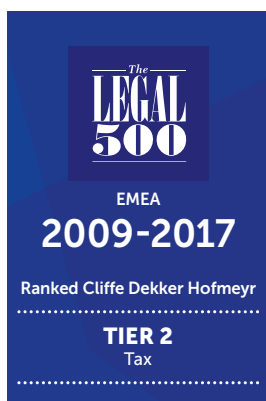 The
LEGAL
500
EMEA
2009-2017
Ranked Cliffe Dekker Hofmeyr
TIER 2
Tax